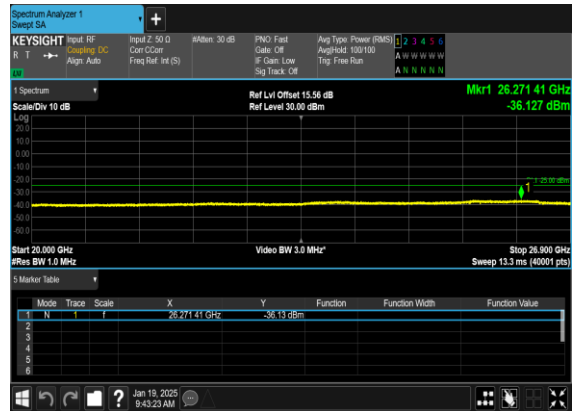 Spectrum Analyzer 1
Swept SA
KEYSIGHT
R T
Input: RF
Coupling: DC
Align: Auto
Input Z: 50 Ω
Corr CCorr
Freq Ref: Int (S)
#Atten: 30 dB
PNO: Fast
Gate: Off
IF Gain: Low
Sig Track: Off
Avg Type: Power (RMS)
Avg|Hold: 100/100
Trig: Free Run
1 2 3 4 5 6
A W W W W W
A N N N N N
1 Spectrum
Scale/Div 10 dB
Ref Lvl Offset 15.56 dB
Ref Level 30.00 dBm
Mkr1 26.271 41 GHz
-36.127 dBm
Log
20.0
10.0
0.00
-10.0
-20.0
-30.0
-40.0
-50.0
-60.0
-25.00 dBm
1
Start 20.000 GHz
#Res BW 1.0 MHz
Video BW 3.0 MHz*
Stop 26.900 GHz
Sweep 13.3 ms (40001 pts)
5 Marker Table
Mode Trace Scale X Y Function Function Width Function Value
1 N 1 f 26.271 41 GHz -36.13 dBm
2
3
4
5
6
?
Jan 19, 2025
9:43:23 AM